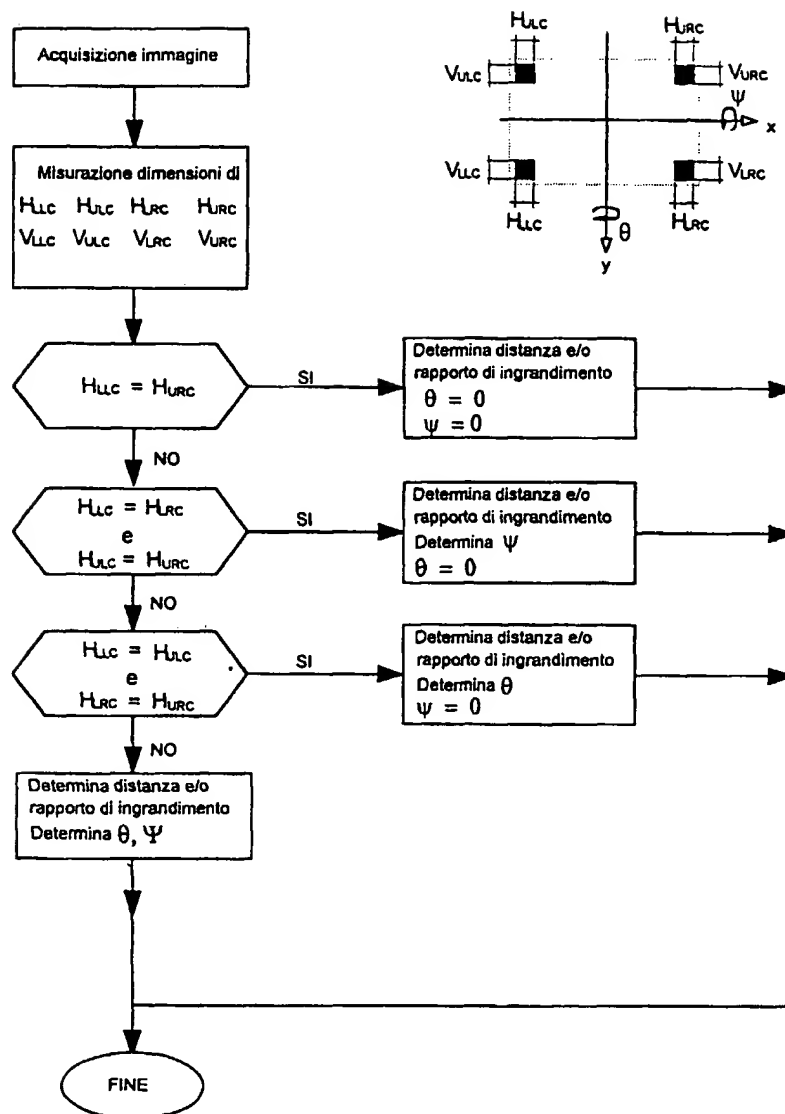 Acquisizione immagine
Misurazione dimensioni di
HLLC HULC HLRC HURC
VLLC VULC VLRC VURC
HULC HURC
VULC VURC
ψ
x
VLLC VLRC
HLLC HLRC
θ
y
HLLC = HURC
SI
Determina distanza e/o
rapporto di ingrandimento
θ = 0
ψ = 0
NO
HLLC = HLRC
e
HULC = HURC
SI
Determina distanza e/o
rapporto di ingrandimento
Determina ψ
θ = 0
NO
HLLC = HULC
e
HLRC = HURC
SI
Determina distanza e/o
rapporto di ingrandimento
Determina θ
ψ = 0
NO
Determina distanza e/o
rapporto di ingrandimento
Determina θ, Ψ
FINE